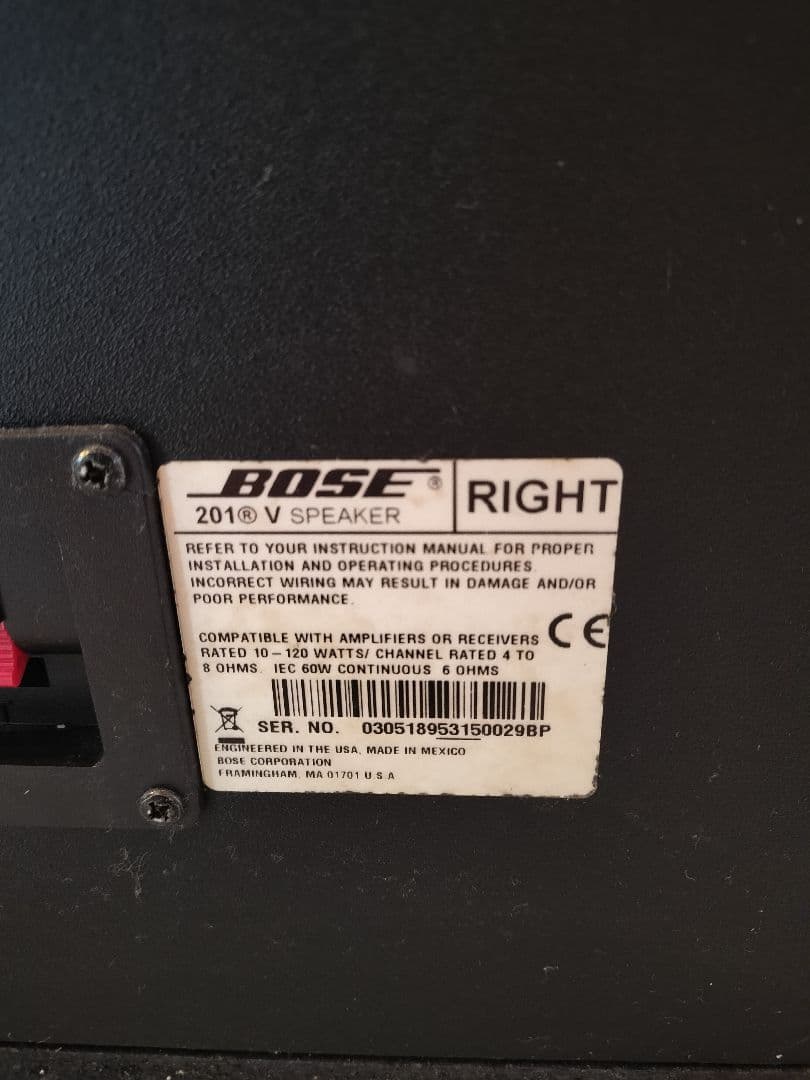 BOSE®
RIGHT
201® V SPEAKER
REFER TO YOUR INSTRUCTION MANUAL FOR PROPER
INSTALLATION AND OPERATING PROCEDURES.
INCORRECT WIRING MAY RESULT IN DAMAGE AND/OR
POOR PERFORMANCE.
COMPATIBLE WITH AMPLIFIERS OR RECEIVERS
RATED 10 – 120 WATTS/ CHANNEL RATED 4 TO
8 OHMS. IEC 60W CONTINUOUS 6 OHMS
CE
SER. NO. 030518953150029BP
ENGINEERED IN THE USA, MADE IN MEXICO
BOSE CORPORATION
FRAMINGHAM, MA 01701 U.S.A